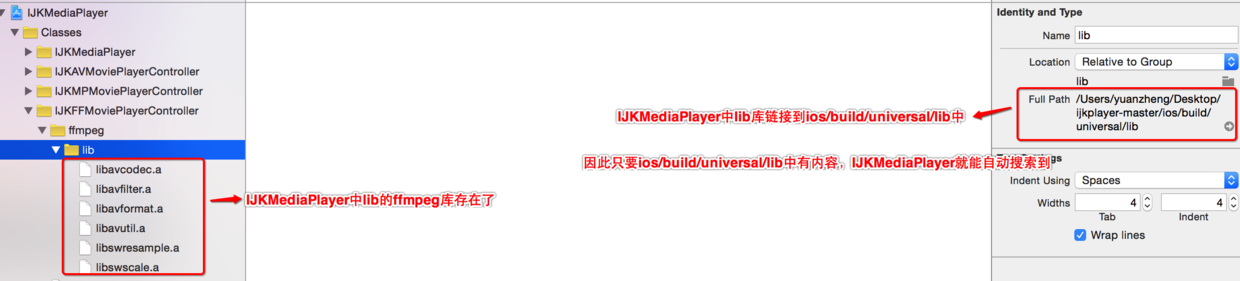 IJKMediaPlayer
Classes
IJKMediaPlayer
IJKAVMoviePlayerController
IJKMPMoviePlayerController
IJKFFMoviePlayerController
ffmpeg
lib
libavcodec.a
libavfilter.a
libavformat.a
libavutil.a
libswresample.a
libswscale.a
IJKMediaPlayer中lib的ffmpeg库存在了
IJKMediaPlayer中lib库链接到ios/build/universal/lib中
因此只要ios/build/universal/lib中有内容，IJKMediaPlayer就能自动搜索到
Identity and Type
Name lib
Location Relative to Group
lib
Full Path /Users/yuanzheng/Desktop/
ijkplayer-master/ios/build/
universal/lib
Settings
Indent Using Spaces
Widths 4 4
Tab Indent
Wrap lines